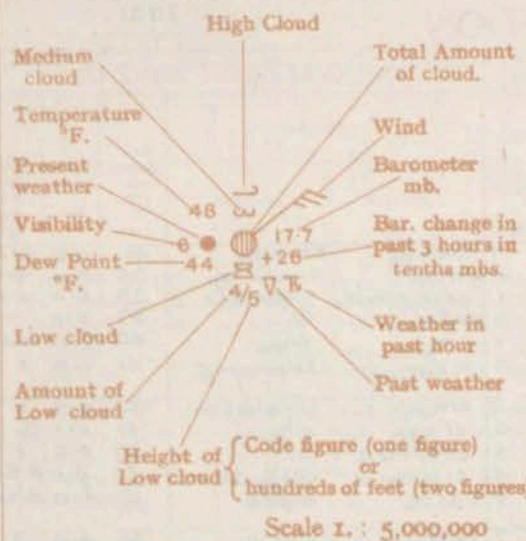 High Cloud
Medium
cloud
Total Amount
of cloud.
Temperature
°F.
Wind
Present
weather
Barometer
mb.
48
Visibility
6
17·7
Bar. change in
past 3 hours in
tenths mbs.
+26
Dew Point
°F.
44
4/5
Low cloud
Weather in
past hour
Amount of
Low cloud
Past weather
Height of
Low cloud
Code figure (one figure)
or
hundreds of feet (two figures)
Scale 1. : 5,000,000